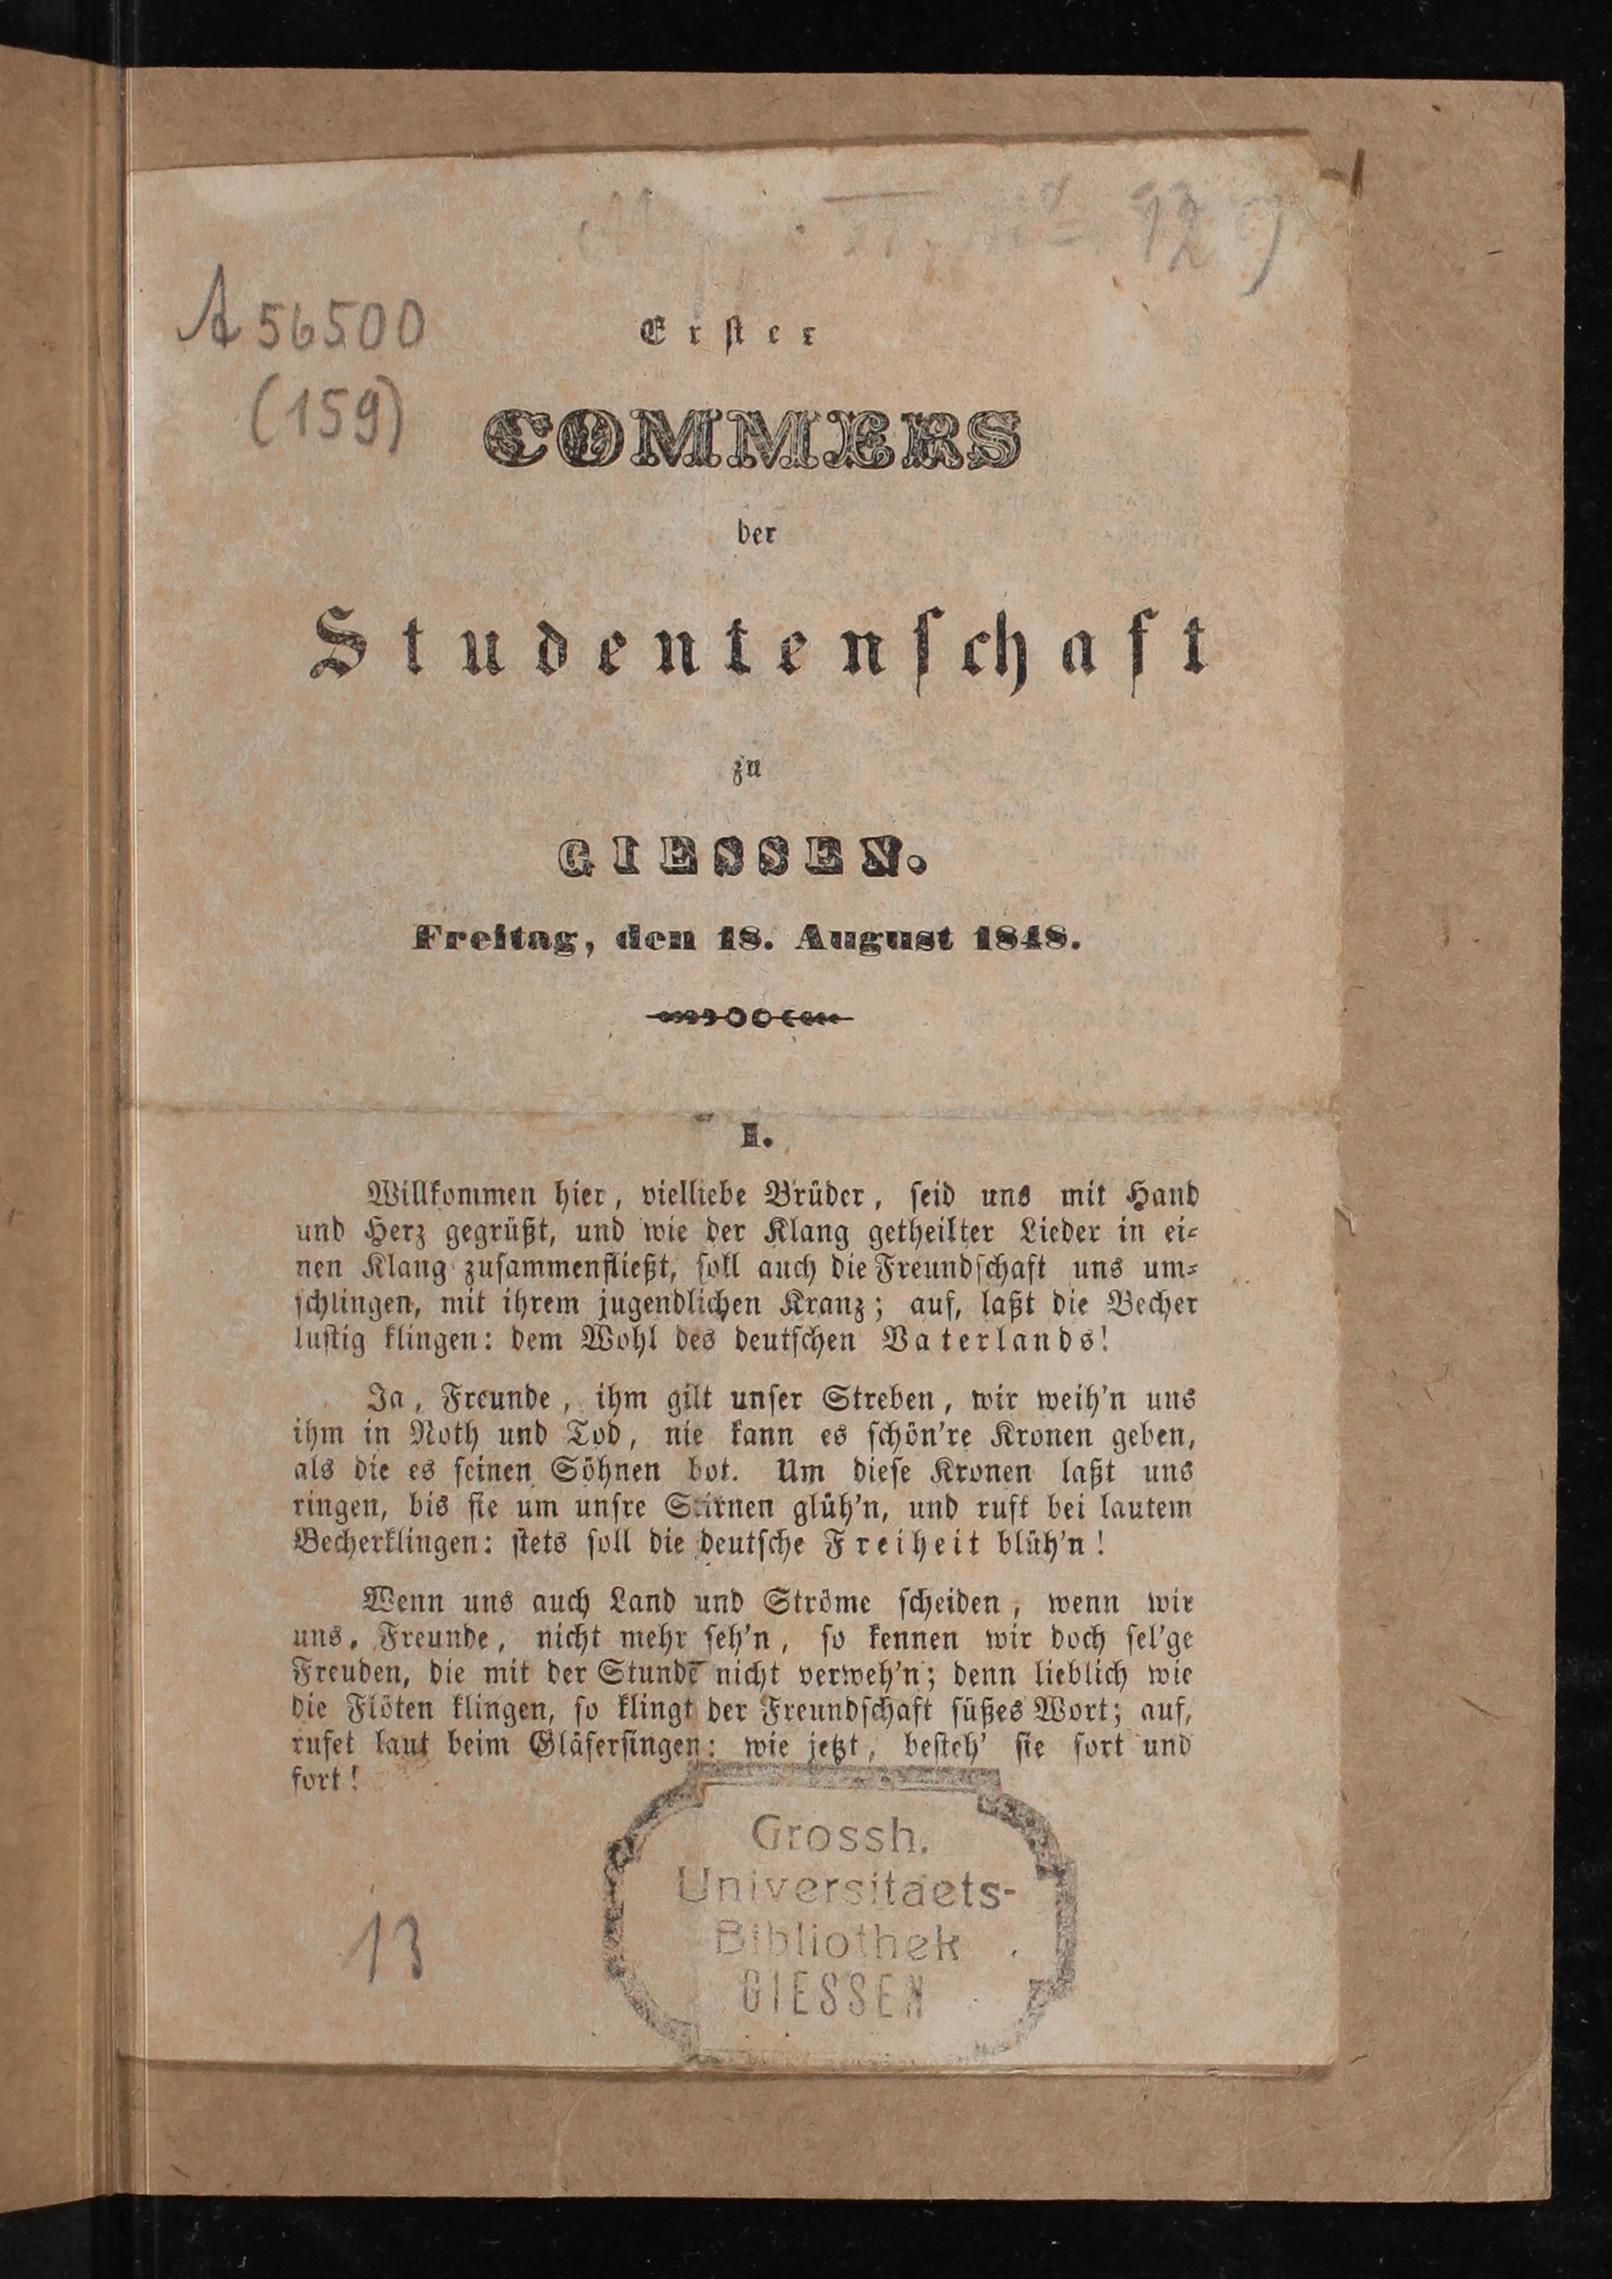 A 56500
(159)
Erster
COMMERS
der
Studentenschaft
zu
GIESSEN.
Freitag, den 18. August 1848.
I.
Willkommen hier, vielliebe Brüder, seid uns mit Hand
und Herz gegrüßt, und wie der Klang getheilter Lieder in ei-
nen Klang zusammenfließt, soll auch die Freundschaft uns um-
schlingen, mit ihrem jugendlichen Kranz; auf, laßt die Becher
lustig klingen: dem Wohl des deutschen Vaterlands!
Ja, Freunde, ihm gilt unser Streben, wir weih'n uns
ihm in Noth und Tod, nie kann es schön're Kronen geben,
als die es seinen Söhnen bot. Um diese Kronen laßt uns
ringen, bis sie um unsre Stirnen glüh'n, und ruft bei lautem
Becherklingen: stets soll die deutsche Freiheit blüh'n!
Wenn uns auch Land und Ströme scheiden, wenn wir
uns, Freunde, nicht mehr seh'n, so kennen wir doch sel'ge
Freuden, die mit der Stunde nicht verweh'n; denn lieblich wie
die Flöten klingen, so klingt der Freundschaft süßes Wort; auf,
rufet laut beim Gläsersingen: wie jetzt, besteh' sie fort und
fort!
Grossh.
Universitaets-
Bibliothek
GIESSEN
13